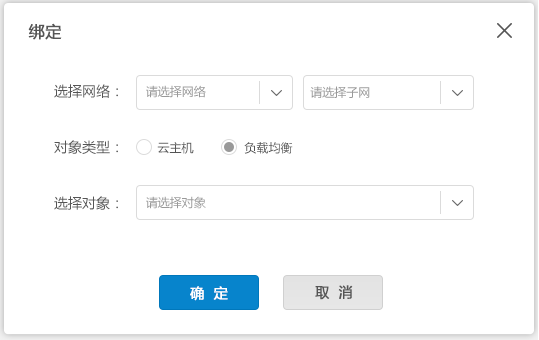 绑定
选择网络： 请选择网络 请选择子网
对象类型： 云主机 负载均衡
选择对象： 请选择对象
确 定 取 消